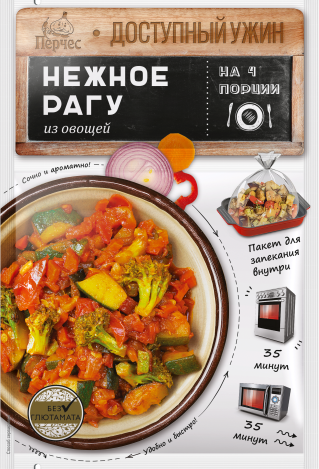 Перчес
• ДОСТУПНЫЙ УЖИН
НЕЖНОЕ
РАГУ
из овощей
НА 4
ПОРЦИИ
Сочно и ароматно!
Пакет для
запекания
внутри
35
минут
35
минут
БЕЗ
ГЛЮТАМАТА
Удобно и быстро!